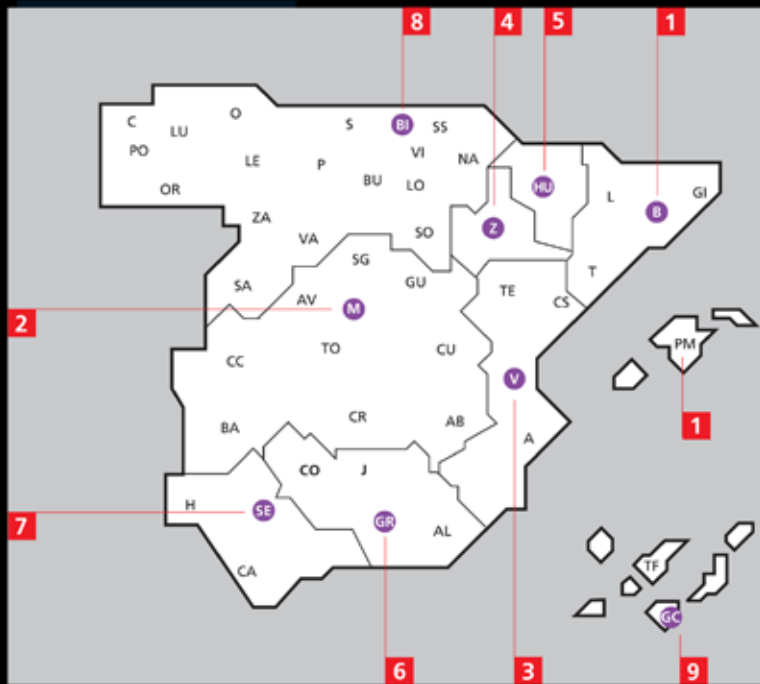 8 4 5 1
C LU O S BI SS
PO LE P VI NA
OR BU LO HU L B GI
ZA VA SO Z
SG GU T
SA AV TE CS
2 M
CC TO CU PM
V
BA CR AB A 1
CO J
H SE GR AL
7
CA TF
GC
6 3 9